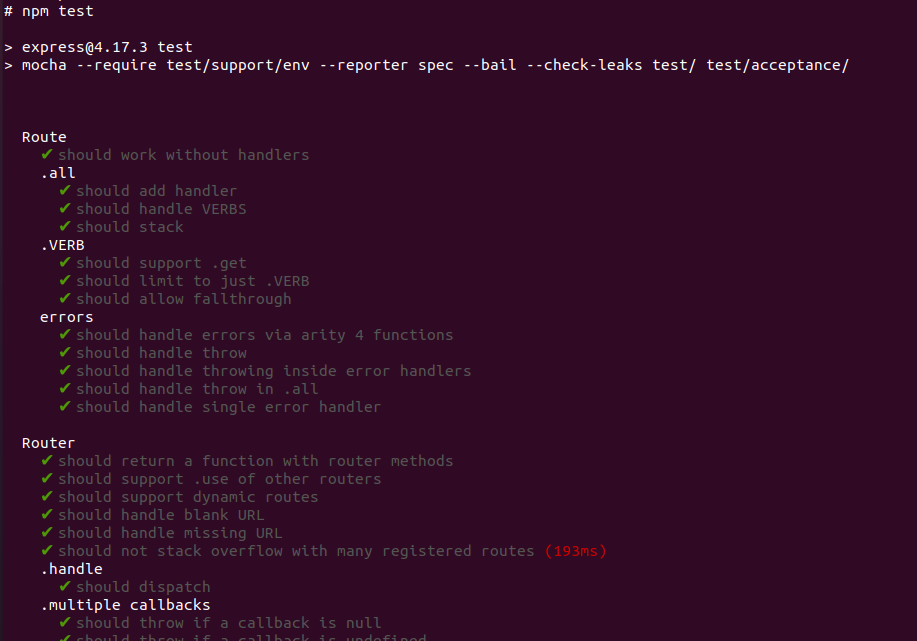 # npm test
> express@4.17.3 test
> mocha --require test/support/env --reporter spec --bail --check-leaks test/ test/acceptance/
Route
✔ should work without handlers
.all
✔ should add handler
✔ should handle VERBS
✔ should stack
.VERB
✔ should support .get
✔ should limit to just .VERB
✔ should allow fallthrough
errors
✔ should handle errors via arity 4 functions
✔ should handle throw
✔ should handle throwing inside error handlers
✔ should handle throw in .all
✔ should handle single error handler
Router
✔ should return a function with router methods
✔ should support .use of other routers
✔ should support dynamic routes
✔ should handle blank URL
✔ should handle missing URL
✔ should not stack overflow with many registered routes (193ms)
.handle
✔ should dispatch
.multiple callbacks
✔ should throw if a callback is null
✔ should throw if a callback is undefined